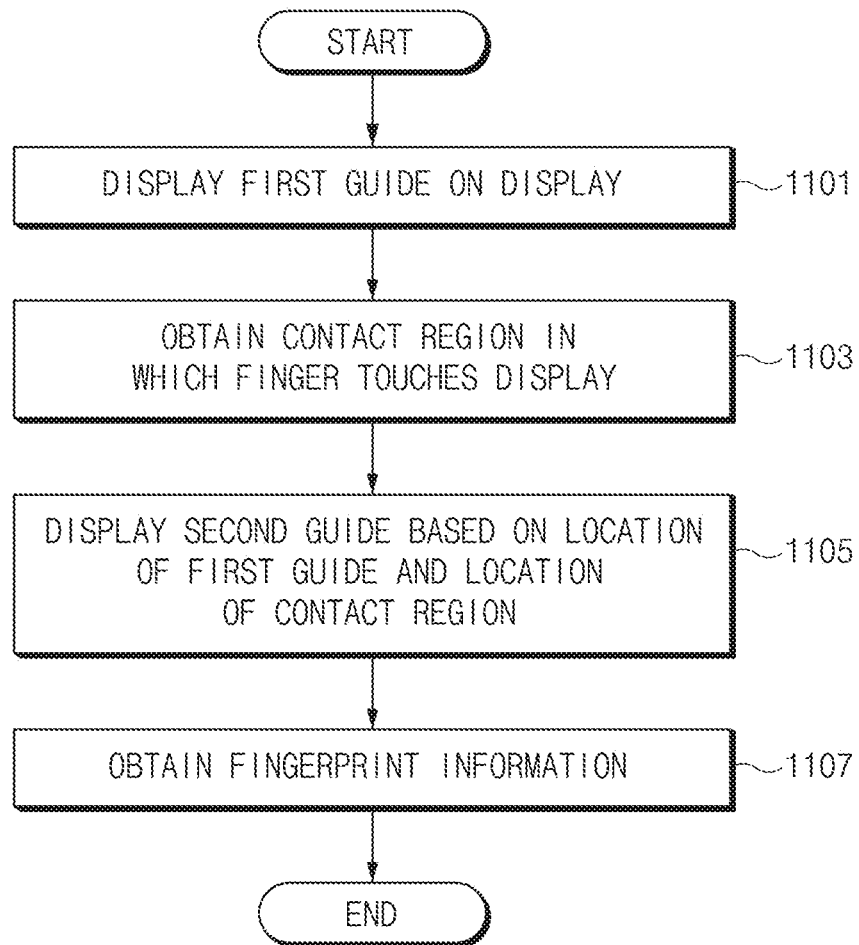 START
DISPLAY FIRST GUIDE ON DISPLAY
1101
OBTAIN CONTACT REGION IN
WHICH FINGER TOUCHES DISPLAY
1103
DISPLAY SECOND GUIDE BASED ON LOCATION
OF FIRST GUIDE AND LOCATION
OF CONTACT REGION
1105
OBTAIN FINGERPRINT INFORMATION
1107
END